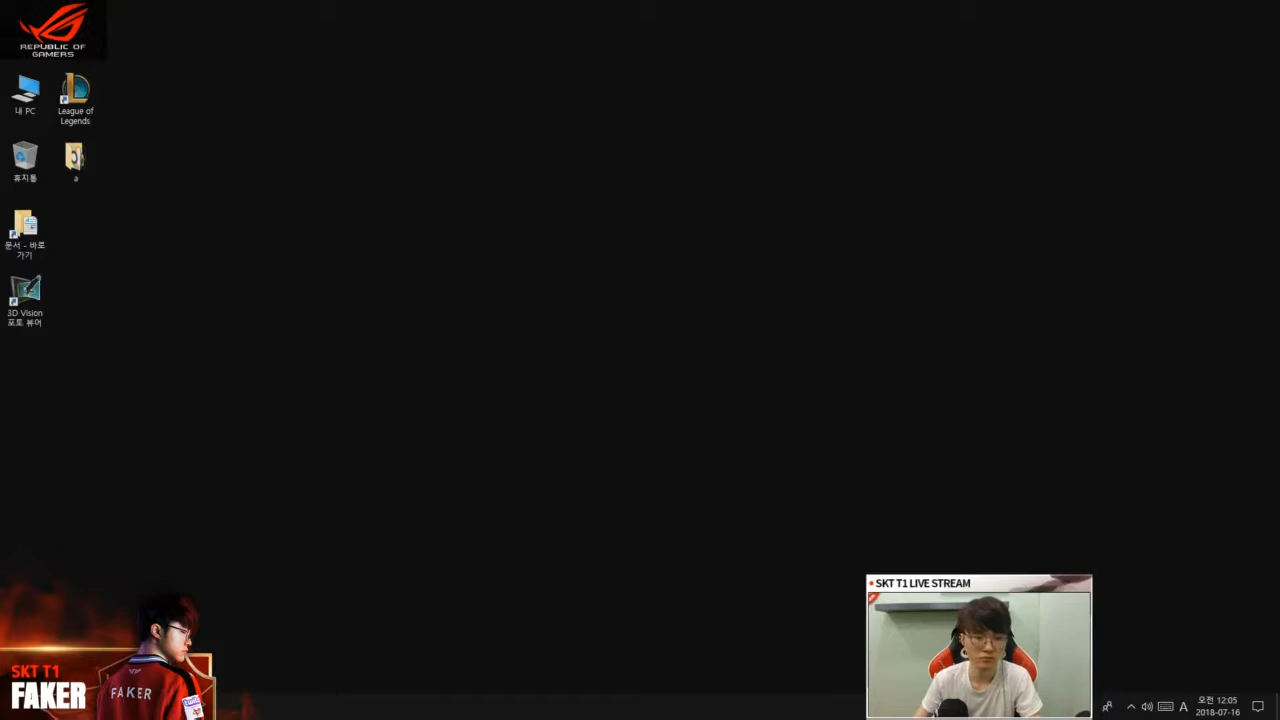 REPUBLIC OF
GAMERS
내 PC
League of
Legends
휴지통
a
문서 - 바로
가기
3D Vision
포토 뷰어
SKT T1
FAKER
FAKER
SKT T1 LIVE STREAM
A
오전 12:05
2018-07-16